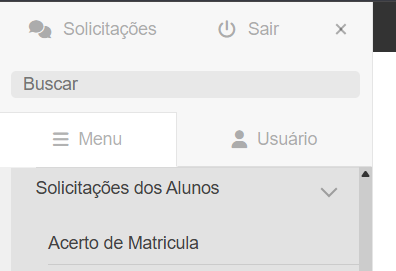 Solicitações Sair
Buscar
Menu Usuário
Solicitações dos Alunos
Acerto de Matricula